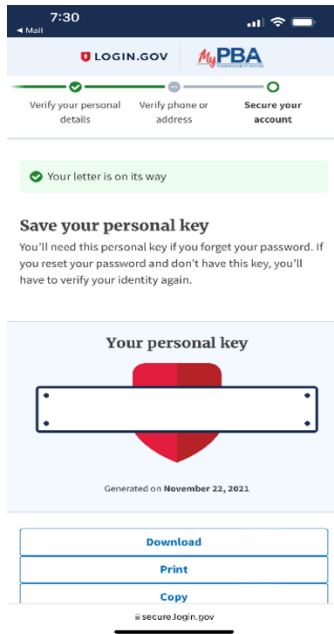 7:30
◀ Mail
LOGIN.GOV MyPBA
Verify your personal details
Verify phone or address
Secure your account
Your letter is on its way
Save your personal key
You'll need this personal key if you forget your password. If
you reset your password and don't have this key, you'll
have to verify your identity again.
Your personal key
Generated on November 22, 2021
Download
Print
Copy
secure.login.gov